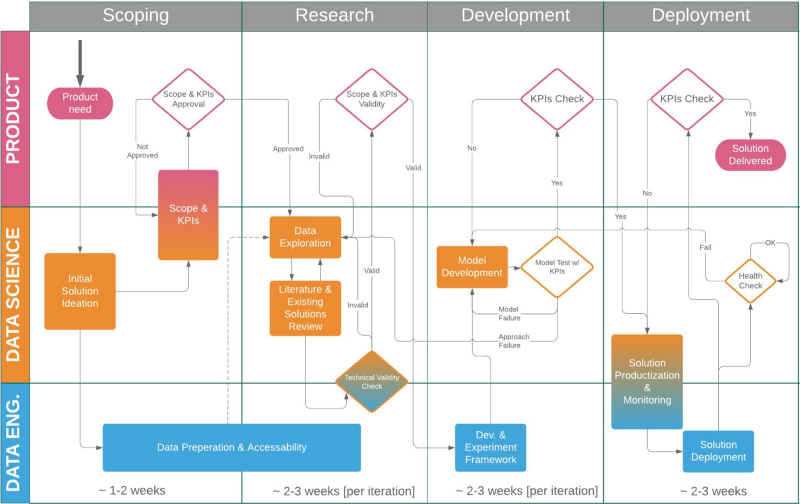 Scoping
Research
Development
Deployment
PRODUCT
DATA SCIENCE
DATA ENG.
Product
need
Scope & KPIs
Approval
Not
Approved
Approved
Scope &
KPIs
Initial
Solution
Ideation
Scope & KPIs
Validity
Invalid
Valid
Data
Exploration
Literature &
Existing
Solutions
Review
Valid
Invalid
Technical Validity
Check
Data Preperation & Accessability
KPIs Check
No
Yes
Yes
Model
Development
Model Test w/
KPIs
Model
Failure
Approach
Failure
Dev. &
Experiment
Framework
KPIs Check
Yes
No
Solution
Delivered
Fail
OK
Health
Check
Solution
Productization
&
Monitoring
Solution
Deployment
~ 1-2 weeks
~ 2-3 weeks [per iteration]
~ 2-3 weeks [per iteration]
~ 2-3 weeks